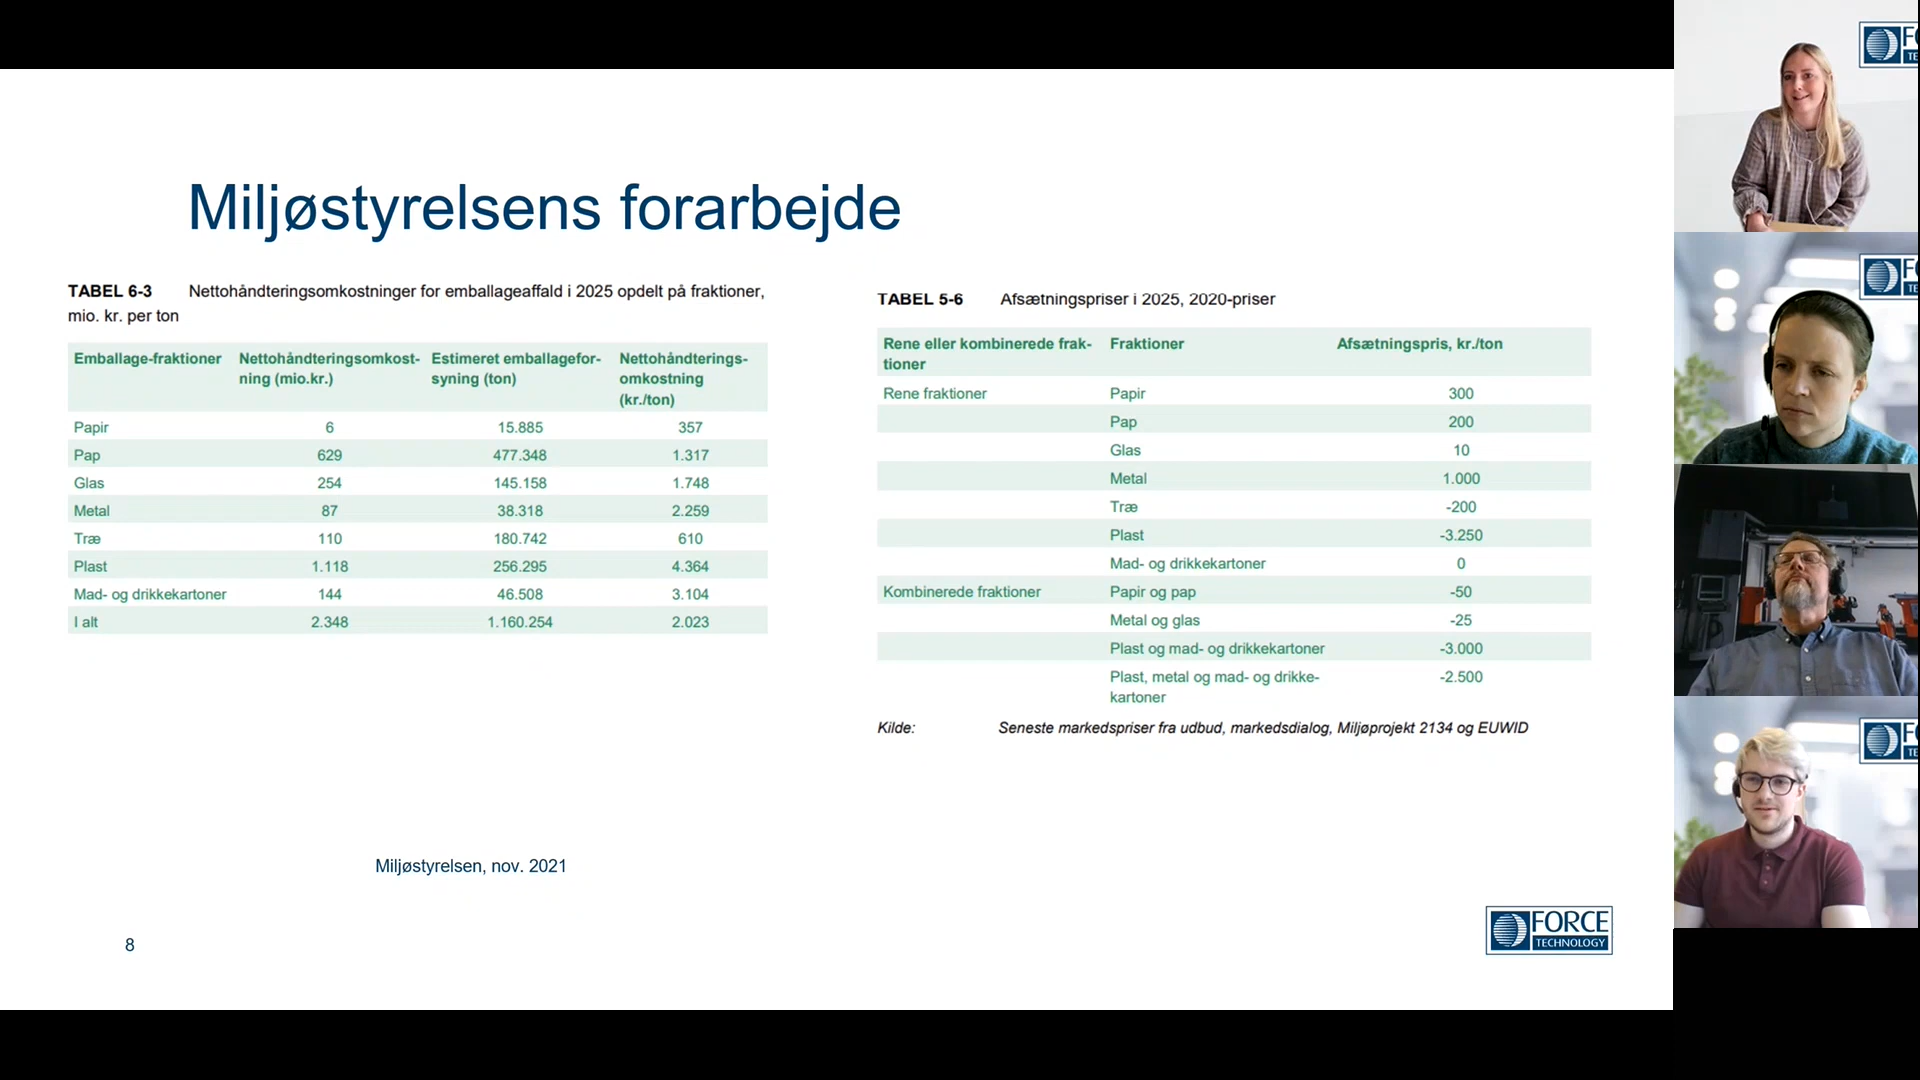 Miljøstyrelsens forarbejde
TABEL 6-3 Nettohåndteringsomkostninger for emballageaffald i 2025 opdelt på fraktioner,
mio. kr. per ton
Emballage-fraktioner Nettohåndteringsomkost- Estimeret emballagefor- Nettohåndterings-
ning (mio.kr.) syning (ton) omkostning
(kr./ton)
Papir 6 15.885 357
Pap 629 477.348 1.317
Glas 254 145.158 1.748
Metal 87 38.318 2.259
Træ 110 180.742 610
Plast 1.118 256.295 4.364
Mad- og drikkekartoner 144 46.508 3.104
I alt 2.348 1.160.254 2.023
TABEL 5-6 Afsætningspriser i 2025, 2020-priser
Rene eller kombinerede frak- Fraktioner Afsætningspris, kr./ton
tioner
Rene fraktioner Papir 300
Pap 200
Glas 10
Metal 1.000
Træ -200
Plast -3.250
Mad- og drikkekartoner 0
Kombinerede fraktioner Papir og pap -50
Metal og glas -25
Plast og mad- og drikkekartoner -3.000
Plast, metal og mad- og drikke- -2.500
kartoner
Kilde: Seneste markedspriser fra udbud, markedsdialog, Miljøprojekt 2134 og EUWID
Miljøstyrelsen, nov. 2021
8
FORCE
TECHNOLOGY